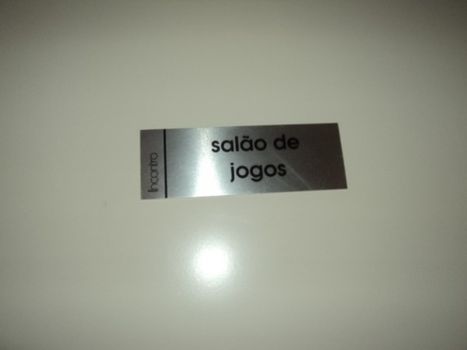 Incontro
salão de
jogos